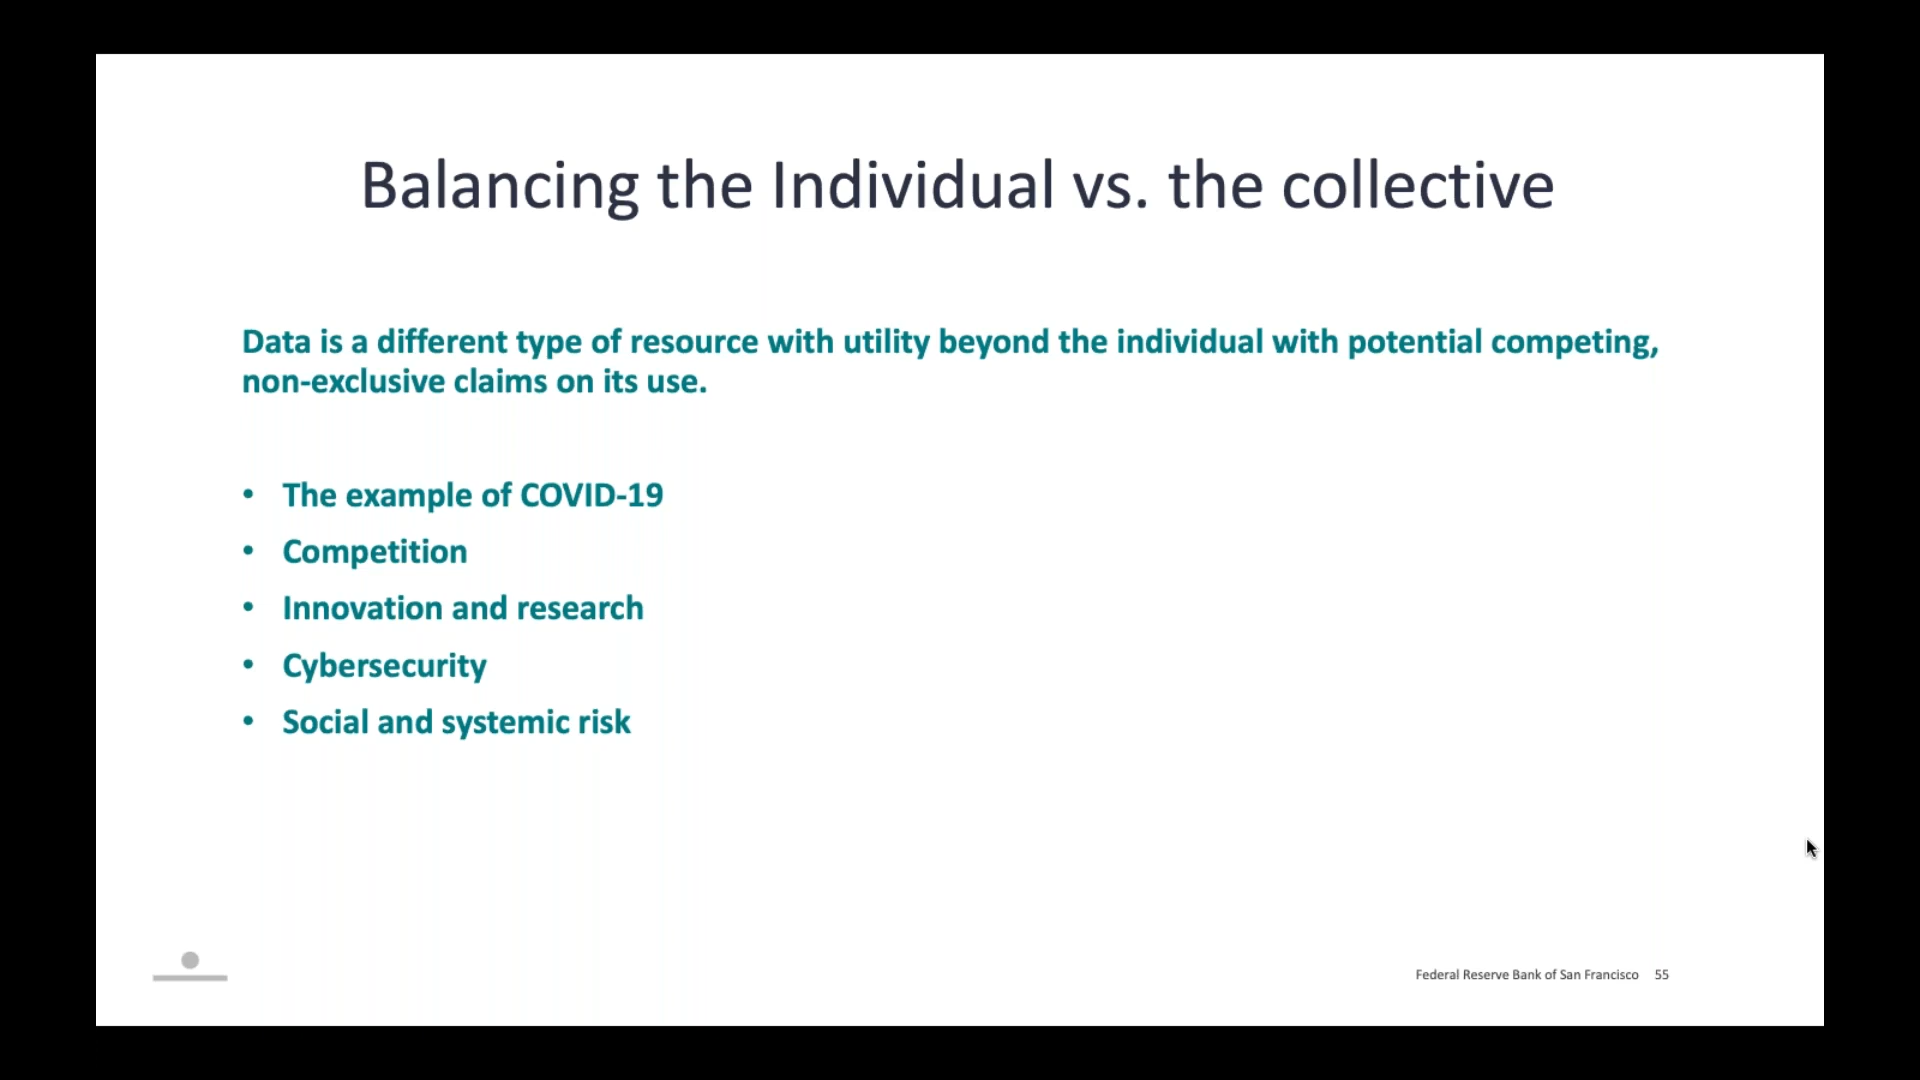 Balancing the Individual vs. the collective
Data is a different type of resource with utility beyond the individual with potential competing,
non-exclusive claims on its use.
• The example of COVID-19
• Competition
• Innovation and research
• Cybersecurity
• Social and systemic risk
Federal Reserve Bank of San Francisco 55